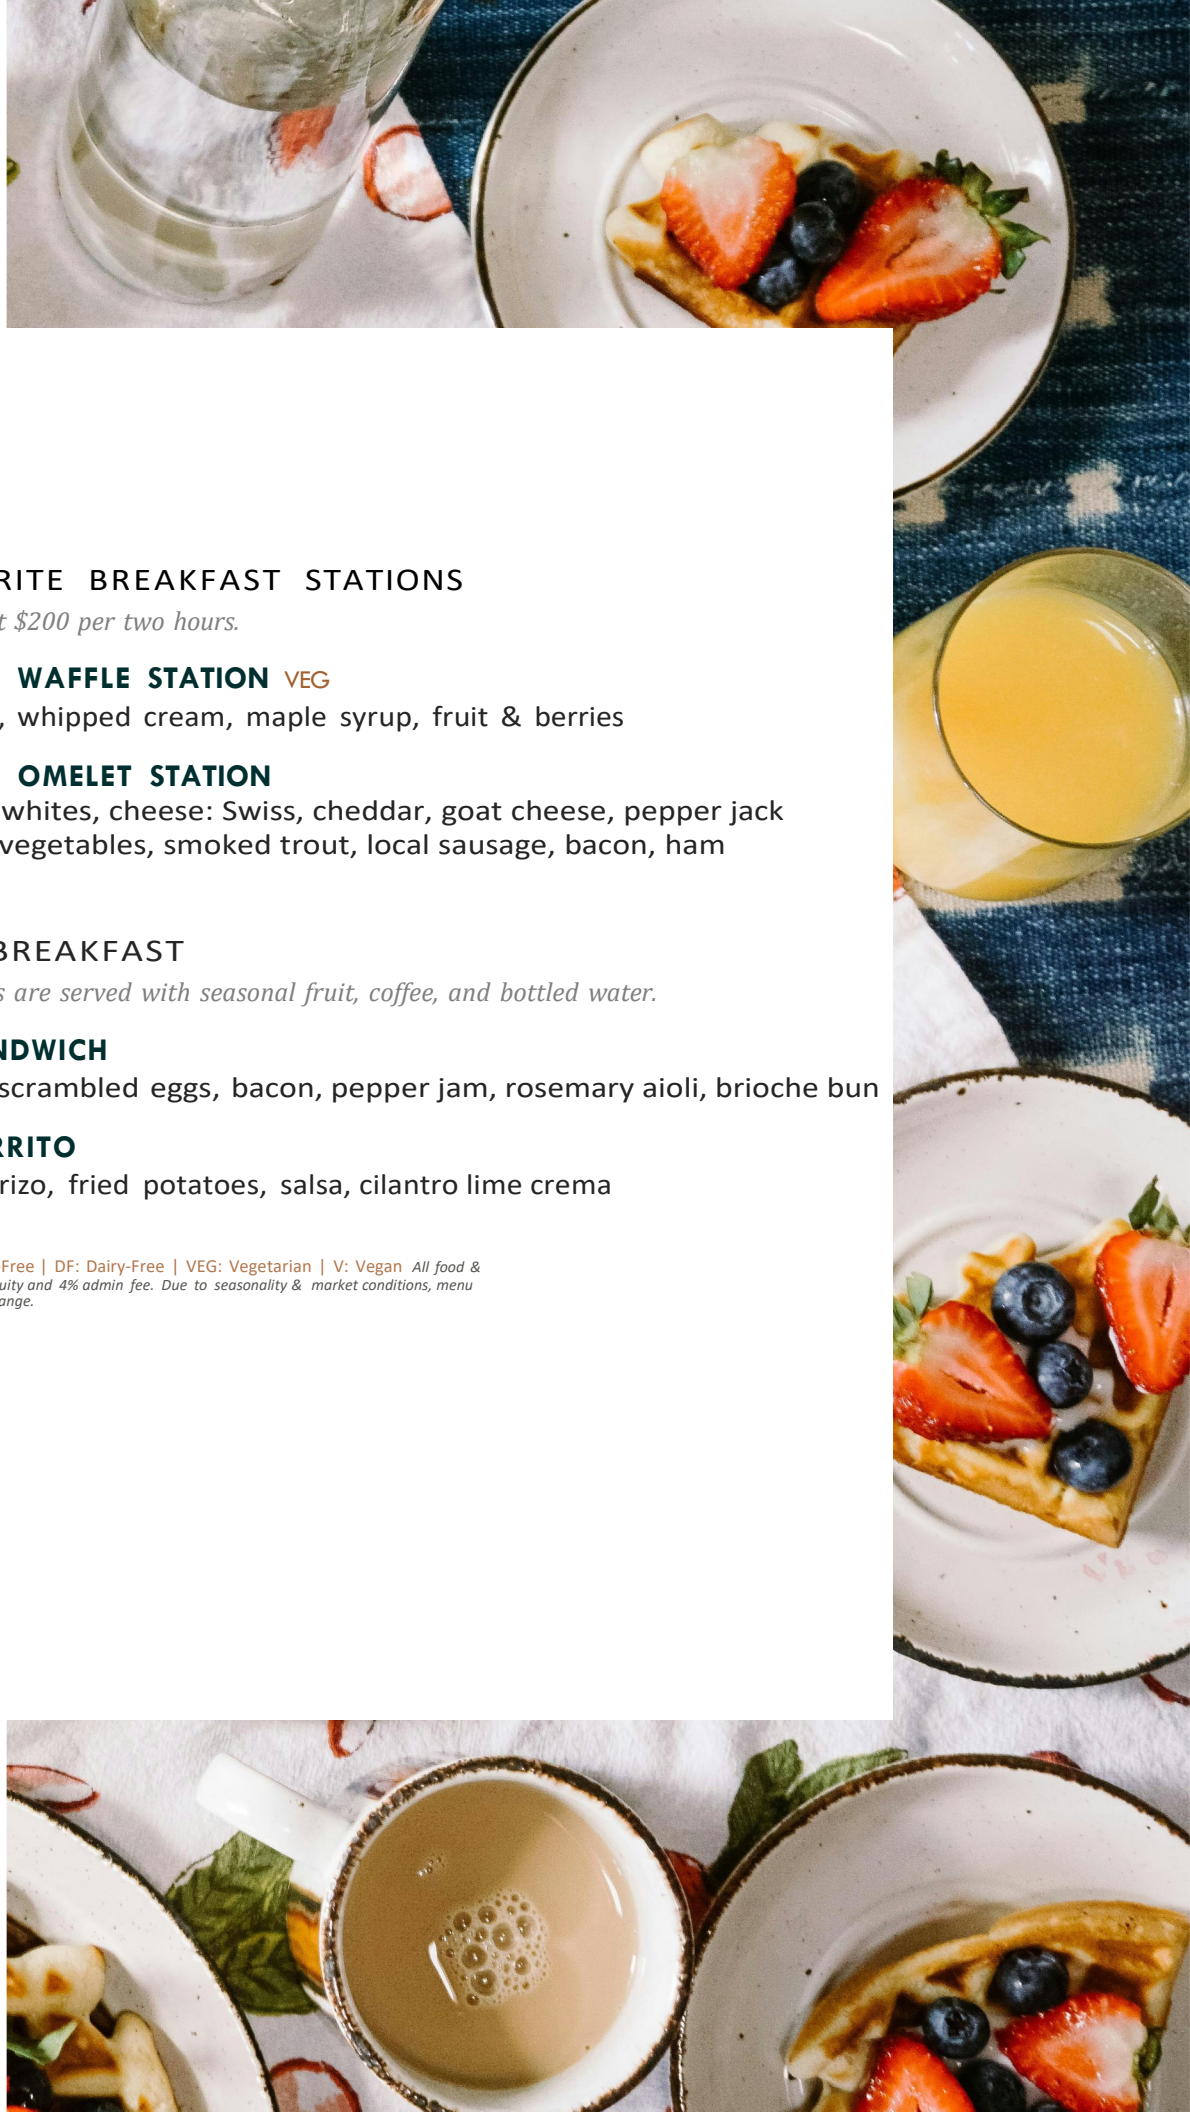 RITE BREAKFAST STATIONS
t $200 per two hours.
WAFFLE STATION VEG
, whipped cream, maple syrup, fruit & berries
OMELET STATION
whites, cheese: Swiss, cheddar, goat cheese, pepper jack
vegetables, smoked trout, local sausage, bacon, ham
BREAKFAST
s are served with seasonal fruit, coffee, and bottled water.
NDWICH
scrambled eggs, bacon, pepper jam, rosemary aioli, brioche bun
RRITO
rizo, fried potatoes, salsa, cilantro lime crema
-Free | DF: Dairy-Free | VEG: Vegetarian | V: Vegan All food &
uity and 4% admin fee. Due to seasonality & market conditions, menu
ange.